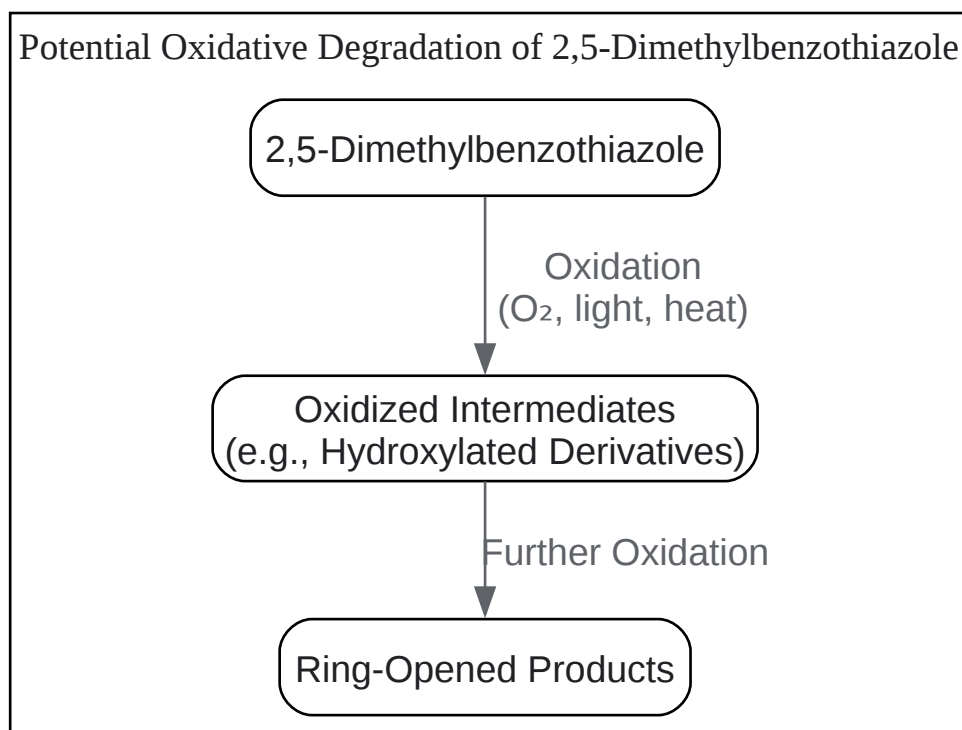 Potential Oxidative Degradation of 2,5-Dimethylbenzothiazole
2,5-Dimethylbenzothiazole
Oxidation
(O₂, light, heat)
Oxidized Intermediates
(e.g., Hydroxylated Derivatives)
Further Oxidation
Ring-Opened Products